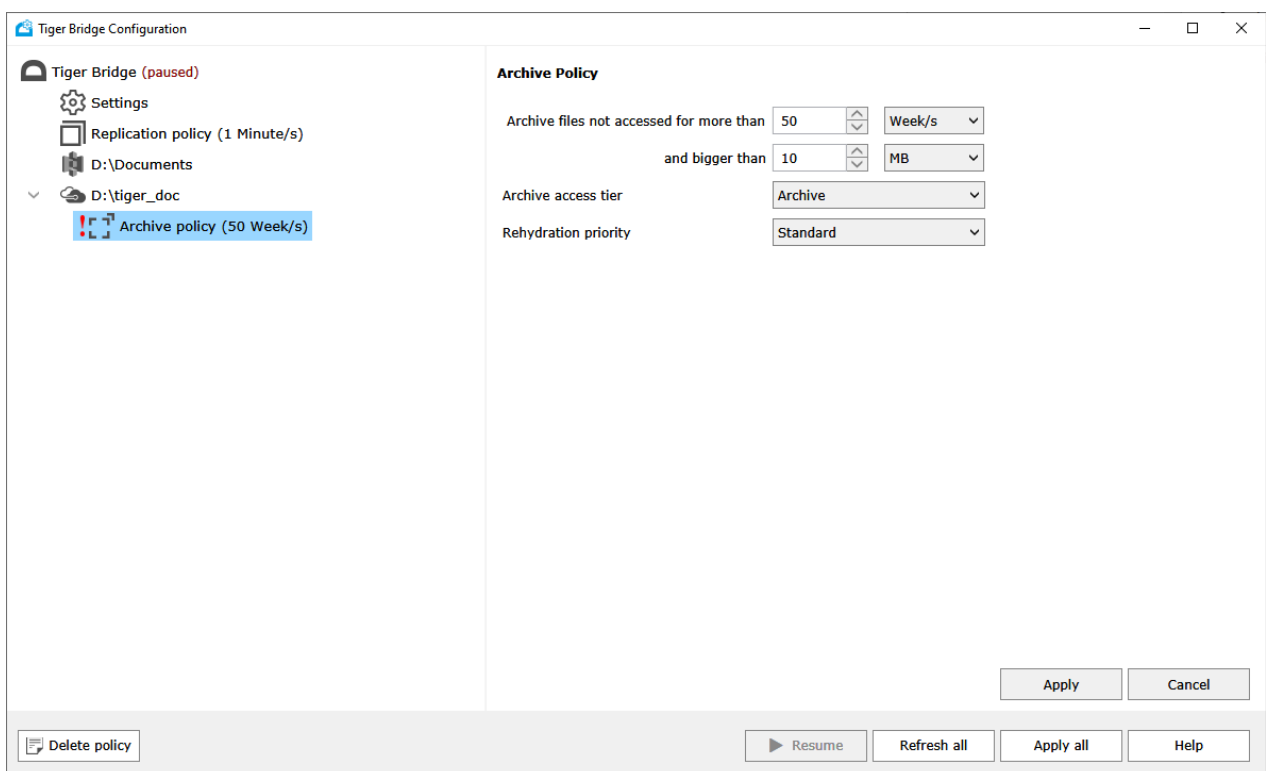 Tiger Bridge Configuration
Tiger Bridge (paused)
Settings
Replication policy (1 Minute/s)
D:\Documents
D:\tiger_doc
! Archive policy (50 Week/s)
Archive Policy
Archive files not accessed for more than 50 Week/s
and bigger than 10 MB
Archive access tier Archive
Rehydration priority Standard
Apply Cancel
Delete policy Resume Refresh all Apply all Help